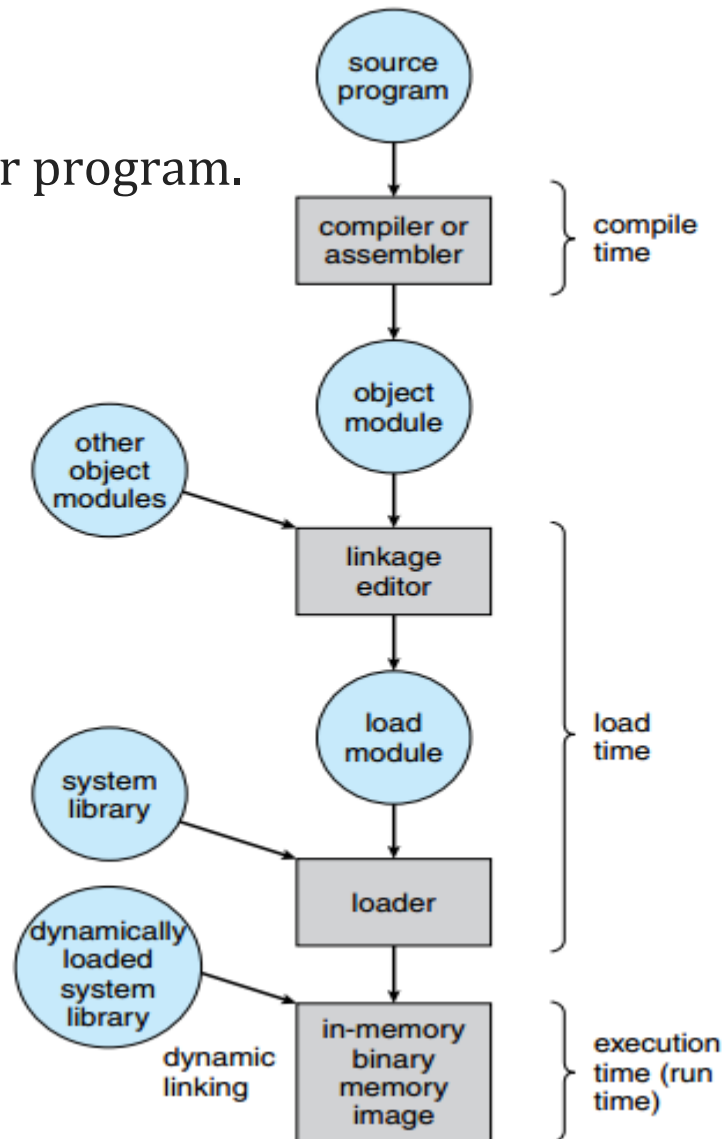 source
program
r program.
compiler or
assembler
compile
time
object
module
other
object
modules
linkage
editor
load
module
load
time
system
library
loader
dynamically
loaded
system
library
in-memory
binary
memory
image
dynamic
linking
execution
time (run
time)